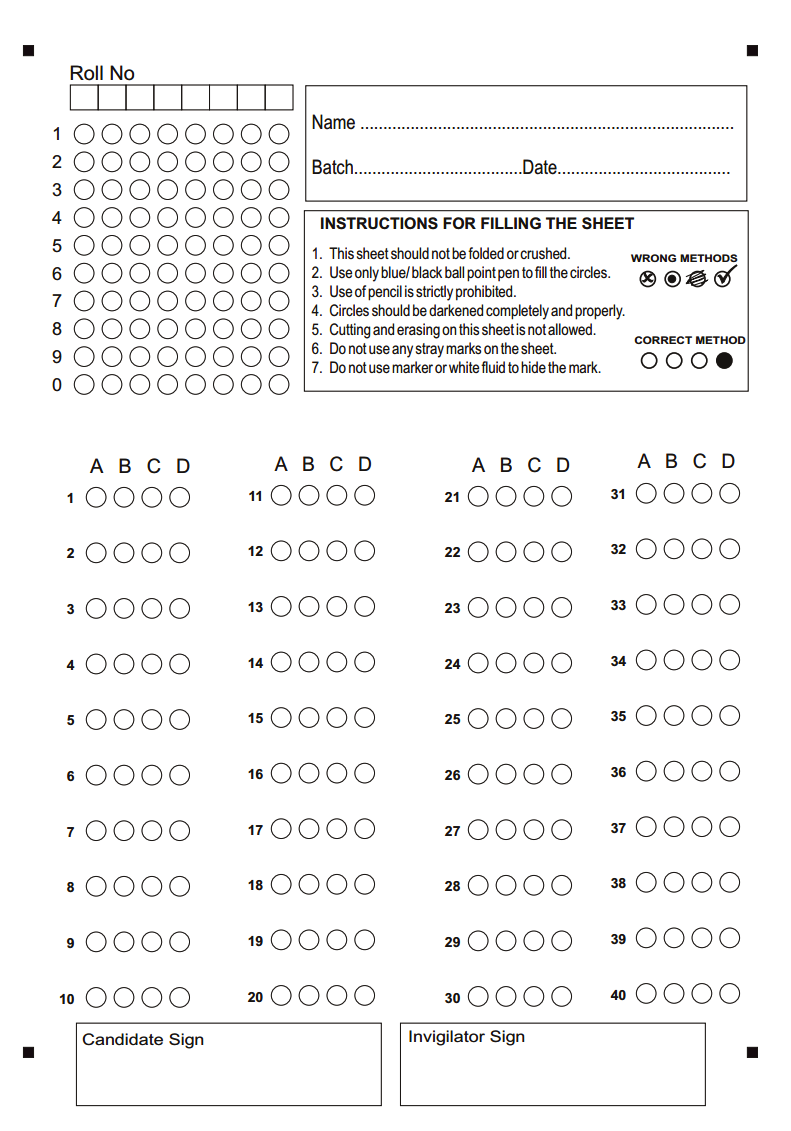 Roll No
1
2
3
4
5
6
7
8
9
0
Name ..................................................................................
Batch.....................................Date......................................
INSTRUCTIONS FOR FILLING THE SHEET
1. This sheet should not be folded or crushed.
2. Use only blue/ black ball point pen to fill the circles.
3. Use of pencil is strictly prohibited.
4. Circles should be darkened completely and properly.
5. Cutting and erasing on this sheet is not allowed.
6. Do not use any stray marks on the sheet.
7. Do not use marker or white fluid to hide the mark.
WRONG METHODS
CORRECT METHOD
A B C D
1
2
3
4
5
6
7
8
9
10
A B C D
11
12
13
14
15
16
17
18
19
20
A B C D
21
22
23
24
25
26
27
28
29
30
A B C D
31
32
33
34
35
36
37
38
39
40
Candidate Sign
Invigilator Sign